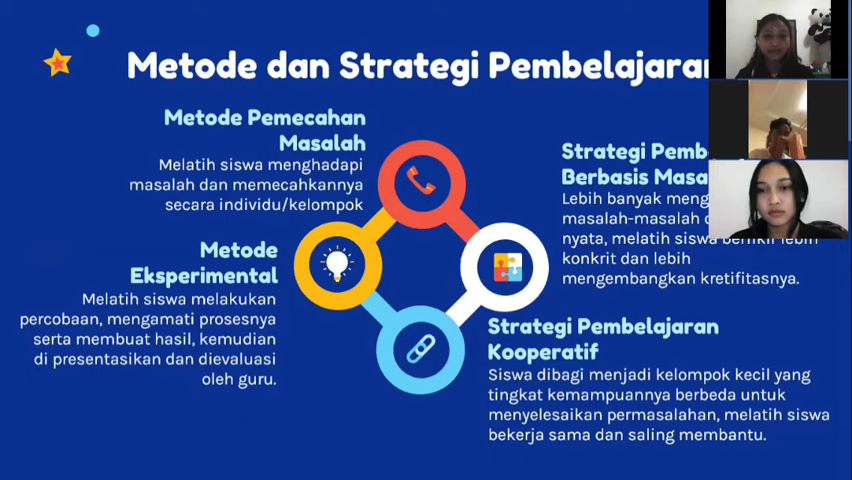 Metode dan Strategi Pembelajaran
Metode Pemecahan
Masalah
Melatih siswa menghadapi
masalah dan memecahkannya
secara individu/kelompok
Metode
Eksperimental
Melatih siswa melakukan
percobaan, mengamati prosesnya
serta membuat hasil, kemudian
di presentasikan dan dievaluasi
oleh guru.
Strategi
Berbasis
Lebih banyak
masalah-masalah
nyata, melatih siswa berfikir lebih
konkrit dan lebih
mengembangkan kretifitasnya.
Strategi Pembelajaran
Kooperatif
Siswa dibagi menjadi kelompok kecil yang
tingkat kemampuannya berbeda untuk
menyelesaikan permasalahan, melatih siswa
bekerja sama dan saling membantu.